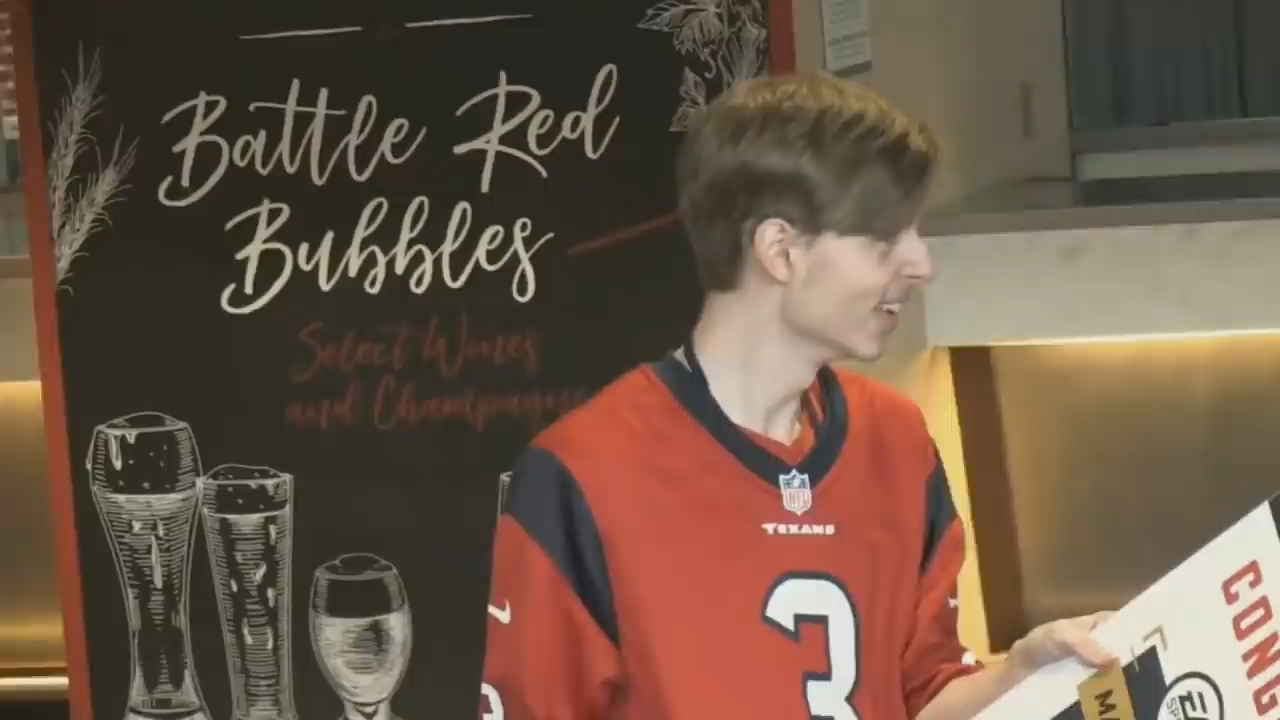 Battle Red
Bubbles
Select Wines
and Champagnes
NFL
TEXANS
3
CONG
M